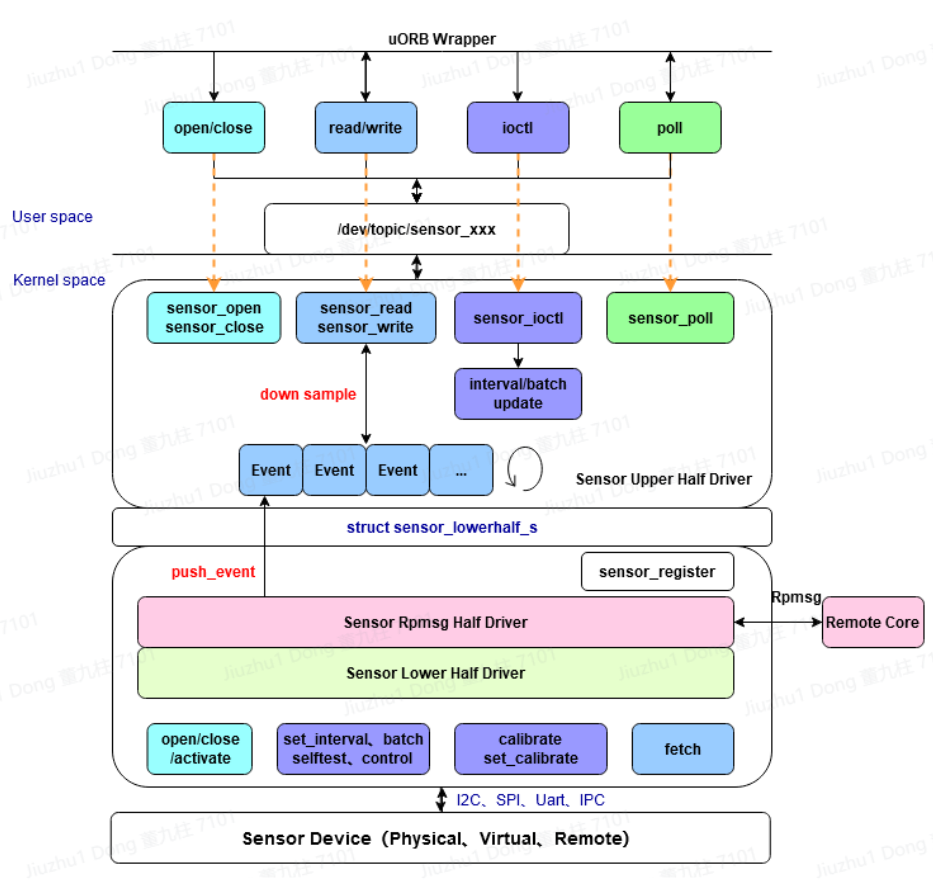 uORB Wrapper
open/close
read/write
ioctl
poll
User space
/dev/topic/sensor_xxx
Kernel space
sensor_open
sensor_close
sensor_read
sensor_write
sensor_ioctl
sensor_poll
down sample
interval/batch
update
Event
Event
Event
...
Sensor Upper Half Driver
struct sensor_lowerhalf_s
push_event
sensor_register
Rpmsg
Sensor Rpmsg Half Driver
Remote Core
Sensor Lower Half Driver
open/close
/activate
set_interval、batch
selftest、control
calibrate
set_calibrate
fetch
I2C、SPI、Uart、IPC
Sensor Device（Physical、Virtual、Remote）
Jiuzhu1 Dong 董九柱 7101